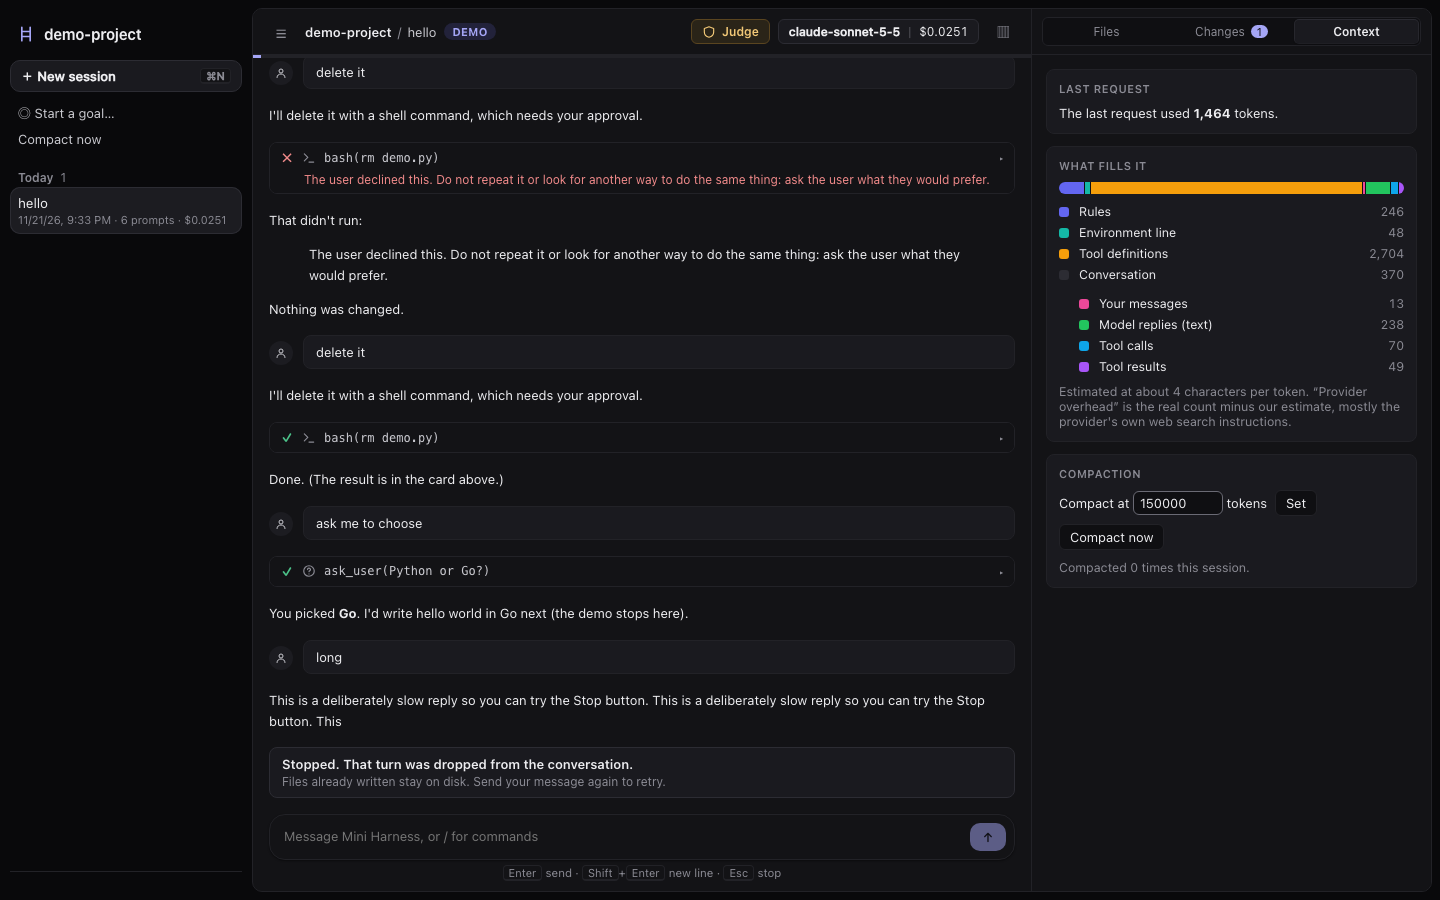 demo-project
+ New session ⌘N
Start a goal...
Compact now
Today 1
hello
11/21/26, 9:33 PM · 6 prompts · $0.0251
demo-project / hello DEMO
Judge
claude-sonnet-5-5 | $0.0251
delete it
I'll delete it with a shell command, which needs your approval.
bash(rm demo.py)
The user declined this. Do not repeat it or look for another way to do the same thing: ask the user what they would prefer.
That didn't run:
The user declined this. Do not repeat it or look for another way to do the same thing: ask the user what they
would prefer.
Nothing was changed.
delete it
I'll delete it with a shell command, which needs your approval.
bash(rm demo.py)
Done. (The result is in the card above.)
ask me to choose
ask_user(Python or Go?)
You picked Go. I'd write hello world in Go next (the demo stops here).
long
This is a deliberately slow reply so you can try the Stop button. This is a deliberately slow reply so you can try the Stop
button. This
Stopped. That turn was dropped from the conversation.
Files already written stay on disk. Send your message again to retry.
Message Mini Harness, or / for commands
Enter send · Shift+Enter new line · Esc stop
Files
Changes 1
Context
LAST REQUEST
The last request used 1,464 tokens.
WHAT FILLS IT
Rules 246
Environment line 48
Tool definitions 2,704
Conversation 370
Your messages 13
Model replies (text) 238
Tool calls 70
Tool results 49
Estimated at about 4 characters per token. “Provider
overhead” is the real count minus our estimate, mostly the
provider's own web search instructions.
COMPACTION
Compact at 150000 tokens Set
Compact now
Compacted 0 times this session.